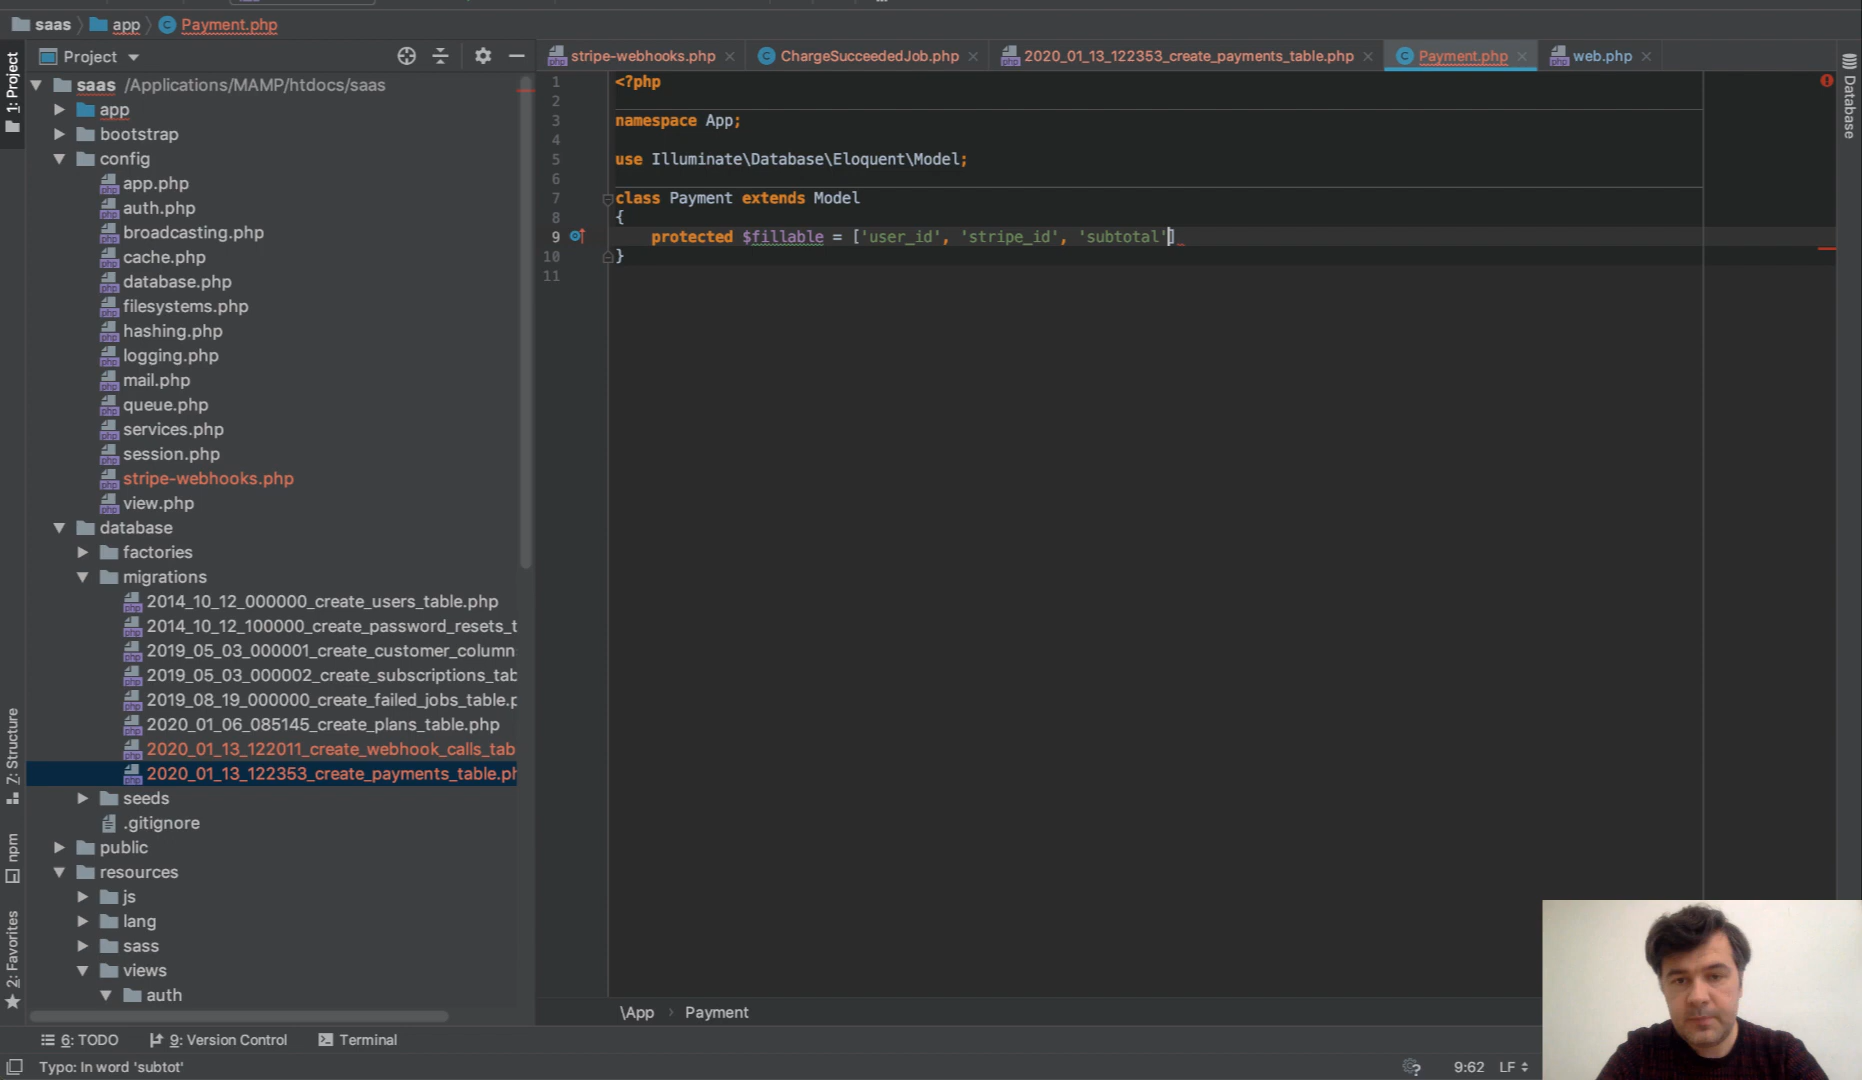 saas app Payment.php
Project
stripe-webhooks.php ChargeSucceededJob.php 2020_01_13_122353_create_payments_table.php Payment.php web.php
1: Project
Database
saas /Applications/MAMP/htdocs/saas
app
bootstrap
config
app.php
auth.php
broadcasting.php
cache.php
database.php
filesystems.php
hashing.php
logging.php
mail.php
queue.php
services.php
session.php
stripe-webhooks.php
view.php
database
factories
migrations
2014_10_12_000000_create_users_table.php
2014_10_12_100000_create_password_resets_t
2019_05_03_000001_create_customer_column
2019_05_03_000002_create_subscriptions_tab
2019_08_19_000000_create_failed_jobs_table.p
2020_01_06_085145_create_plans_table.php
2020_01_13_122011_create_webhook_calls_tab
2020_01_13_122353_create_payments_table.ph
seeds
.gitignore
public
resources
js
lang
sass
views
auth
7: Structure
npm
2: Favorites
1 <?php
2
3 namespace App;
4
5 use Illuminate\Database\Eloquent\Model;
6
7 class Payment extends Model
8 {
9 protected $fillable = ['user_id', 'stripe_id', 'subtotal']
10 }
11
\App › Payment
6: TODO 9: Version Control Terminal
Typo: In word 'subtot' 9:62 LF